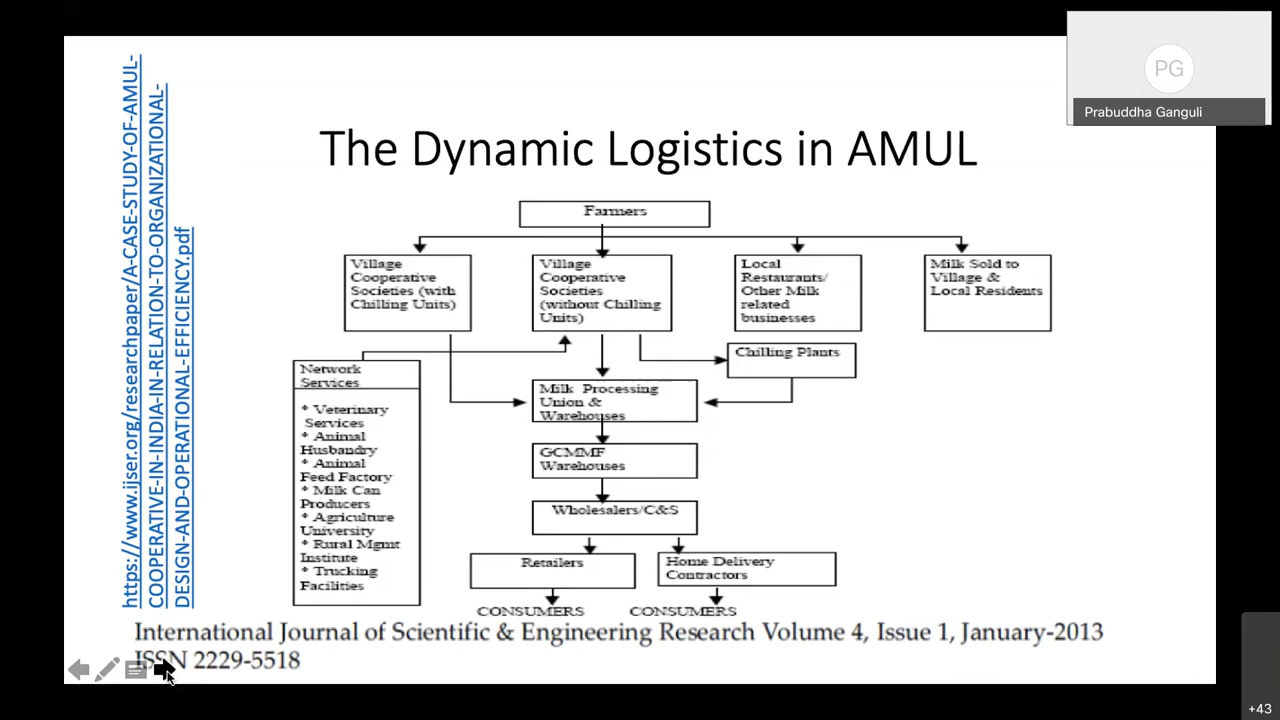 PG
Prabuddha Ganguli
https://www.ijser.org/researchpaper/A-CASE-STUDY-OF-AMUL-
COOPERATIVE-IN-INDIA-IN-RELATION-TO-ORGANIZATIONAL-
DESIGN-AND-OPERATIONAL-EFFICIENCY.pdf
The Dynamic Logistics in AMUL
Farmers
Village
Cooperative
Societies (with
Chilling Units)
Village
Cooperative
Societies
(without Chilling
Units)
Local
Restaurants/
Other Milk
related
businesses
Milk Sold to
Village &
Local Residents
Chilling Plants
Network
Services
* Veterinary
Services
* Animal
Husbandry
* Animal
Feed Factory
* Milk Can
Producers
* Agriculture
University
* Rural Mgmt
Institute
* Trucking
Facilities
Milk Processing
Union &
Warehouses
GCMMF
Warehouses
Wholesalers/C&S
Retailers
Home Delivery
Contractors
CONSUMERS
CONSUMERS
International Journal of Scientific & Engineering Research Volume 4, Issue 1, January-2013
ISSN 2229-5518
+43